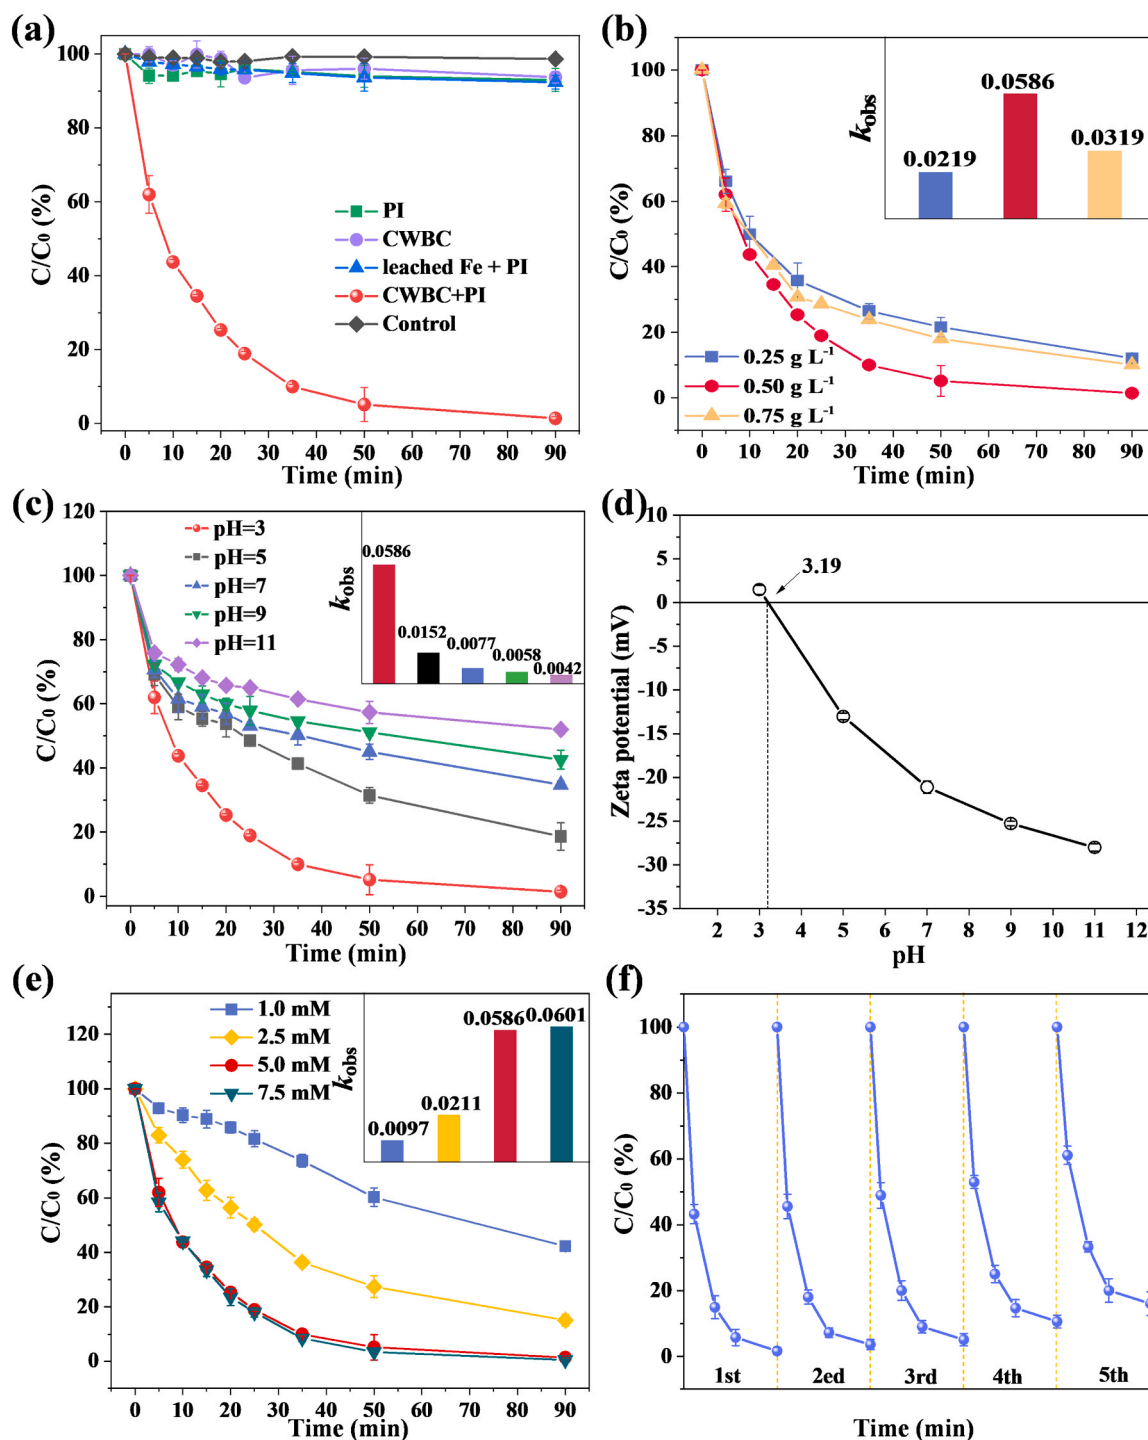 (a)
C/C₀ (%)
100
80
60
40
20
0
PI
CWBC
leached Fe + PI
CWBC+PI
Control
0 10 20 30 40 50 60 70 80 90
Time (min)
(b)
C/C₀ (%)
100
80
60
40
20
0
kobs
0.0219
0.0586
0.0319
0.25 g L⁻¹
0.50 g L⁻¹
0.75 g L⁻¹
0 10 20 30 40 50 60 70 80 90
Time (min)
(c)
C/C₀ (%)
120
100
80
60
40
20
0
pH=3
pH=5
pH=7
pH=9
pH=11
kobs
0.0586
0.0152
0.0077
0.0058
0.0042
0 10 20 30 40 50 60 70 80 90
Time (min)
(d)
Zeta potential (mV)
10
5
0
-5
-10
-15
-20
-25
-30
-35
3.19
2 3 4 5 6 7 8 9 10 11 12
pH
(e)
C/C₀ (%)
120
100
80
60
40
20
0
1.0 mM
2.5 mM
5.0 mM
7.5 mM
kobs
0.0097
0.0211
0.0586
0.0601
0 10 20 30 40 50 60 70 80 90
Time (min)
(f)
C/C₀ (%)
100
80
60
40
20
0
1st 2ed 3rd 4th 5th
Time (min)